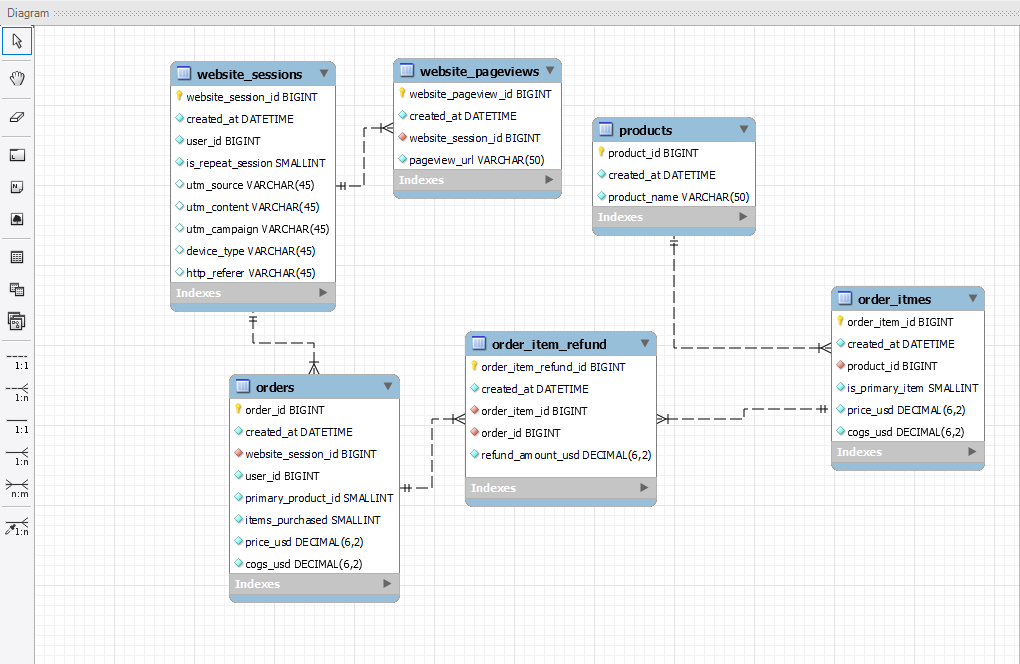 Diagram
website_sessions
website_session_id BIGINT
created_at DATETIME
user_id BIGINT
is_repeat_session SMALLINT
utm_source VARCHAR(45)
utm_content VARCHAR(45)
utm_campaign VARCHAR(45)
device_type VARCHAR(45)
http_referer VARCHAR(45)
Indexes
website_pageviews
website_pageview_id BIGINT
created_at DATETIME
website_session_id BIGINT
pageview_url VARCHAR(50)
Indexes
products
product_id BIGINT
created_at DATETIME
product_name VARCHAR(50)
Indexes
order_itmes
order_item_id BIGINT
created_at DATETIME
product_id BIGINT
is_primary_item SMALLINT
price_usd DECIMAL(6,2)
cogs_usd DECIMAL(6,2)
Indexes
order_item_refund
order_item_refund_id BIGINT
created_at DATETIME
order_item_id BIGINT
order_id BIGINT
refund_amount_usd DECIMAL(6,2)
Indexes
orders
order_id BIGINT
created_at DATETIME
website_session_id BIGINT
user_id BIGINT
primary_product_id SMALLINT
items_purchased SMALLINT
price_usd DECIMAL(6,2)
cogs_usd DECIMAL(6,2)
Indexes
1:1
1:n
1:1
1:n
n:m
1:n